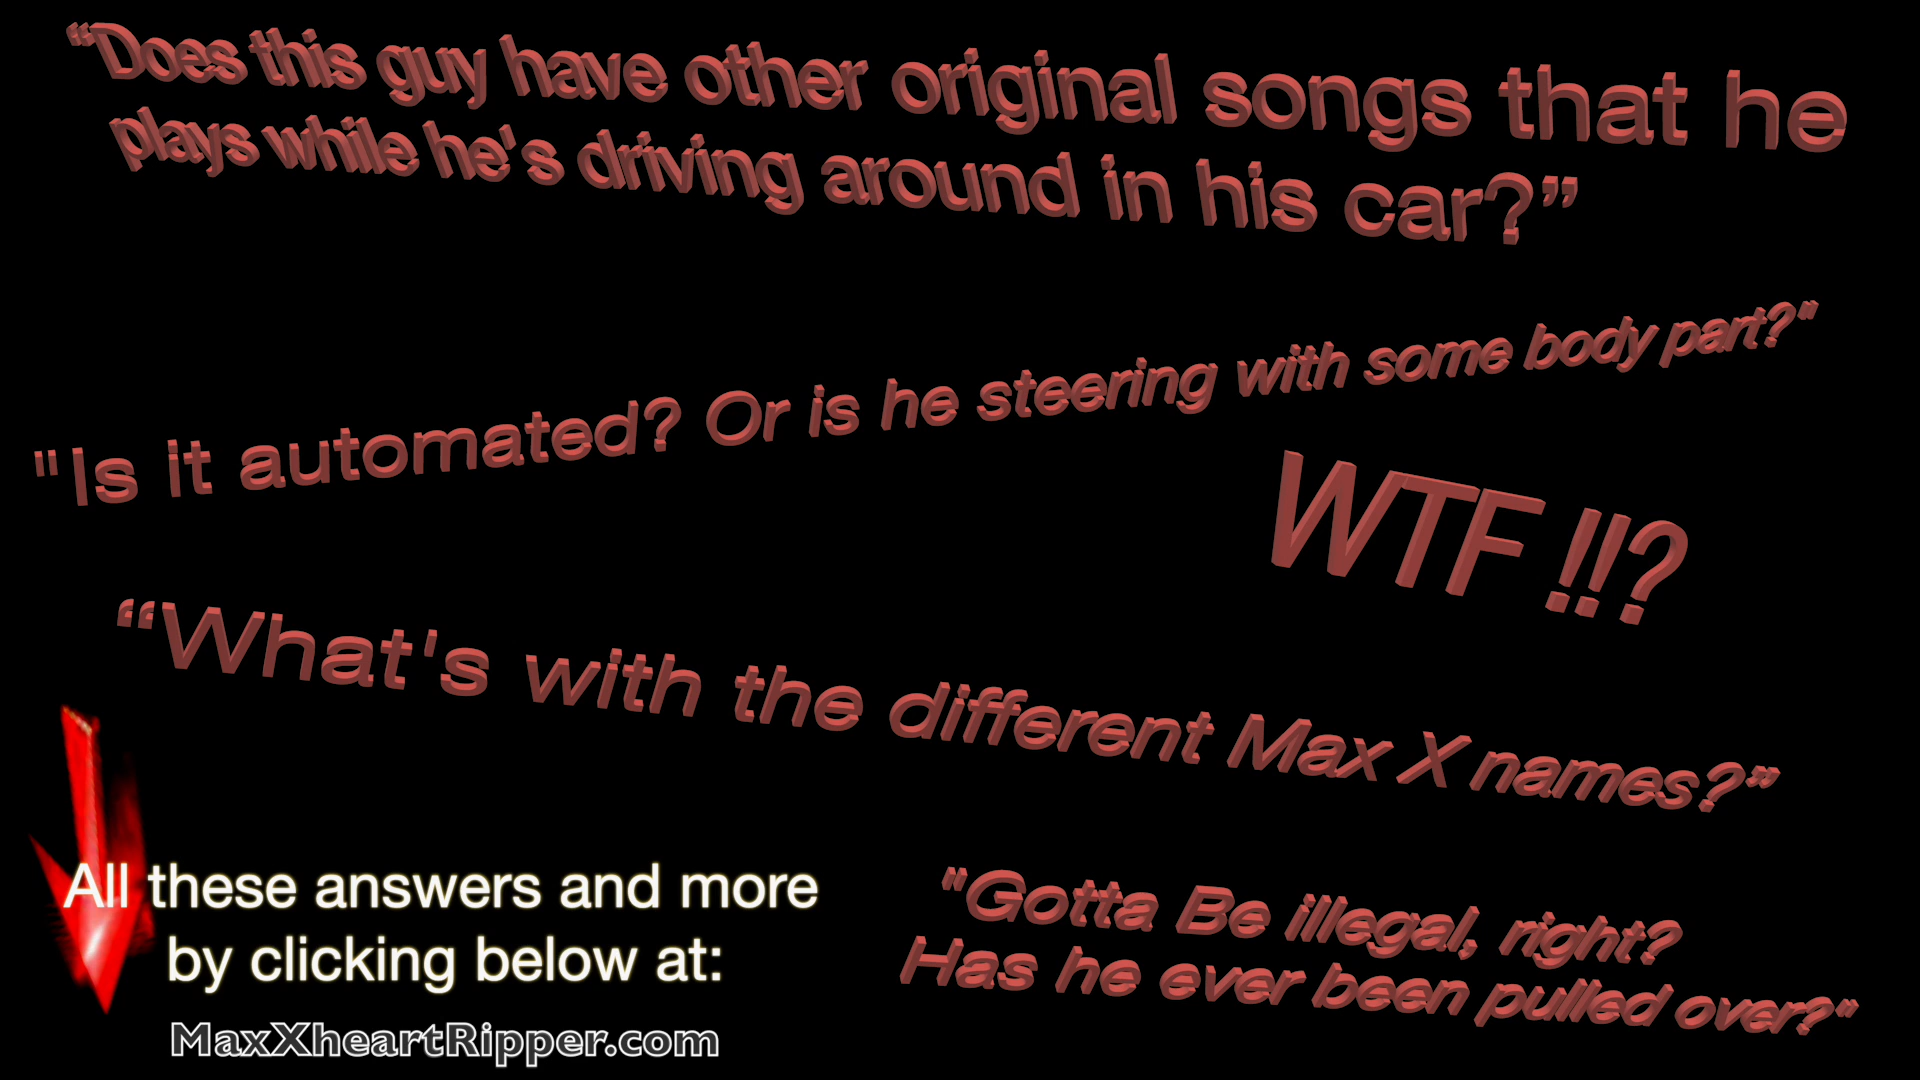 “Does this guy have other original songs that he
plays while he's driving around in his car?”
"Is it automated? Or is he steering with some body part?"
WTF !!!?
“What's with the different Max X names?”
All these answers and more
by clicking below at:
MaxXheartRipper.com
"Gotta Be illegal, right?
Has he ever been pulled over?"